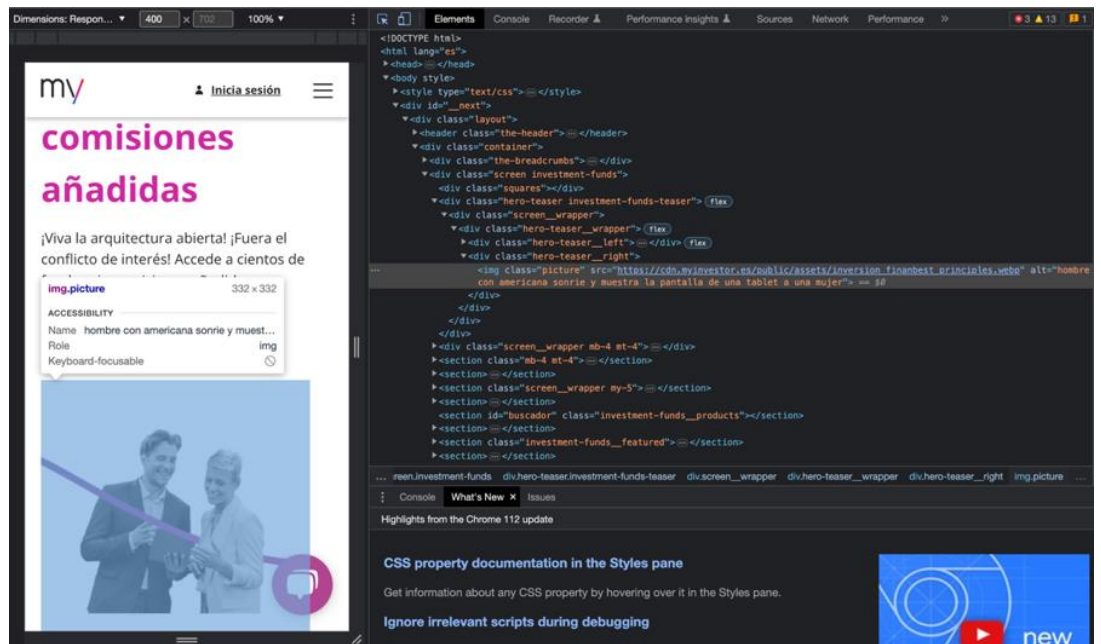 Dimensions: Respon... ▼ 400 × 702 100% ▼
Elements Console Recorder Performance insights Sources Network Performance » 3 13 1
my Inicia sesión
comisiones
añadidas
¡Viva la arquitectura abierta! ¡Fuera el
conflicto de interés! Accede a cientos de
img.picture 332 × 332
ACCESSIBILITY
Name hombre con americana sonrie y muest...
Role img
Keyboard-focusable
<!DOCTYPE html>
<html lang="es">
▶<head>…</head>
▼<body style>
▶<style type="text/css">…</style>
▼<div id="__next">
▼<div class="layout">
▶<header class="the-header">…</header>
▼<div class="container">
▶<div class="the-breadcrumbs">…</div>
▼<div class="screen investment-funds">
<div class="squares"></div>
▼<div class="hero-teaser investment-funds-teaser"> flex
▼<div class="screen__wrapper">
▼<div class="hero-teaser__wrapper"> flex
▶<div class="hero-teaser__left">…</div> flex
▼<div class="hero-teaser__right">
... <img class="picture" src="https://cdn.myinvestor.es/public/assets/inversion_finanbest_principles.webp" alt="hombre
con americana sonrie y muestra la pantalla de una tablet a una mujer"> == $0
</div>
</div>
</div>
</div>
▶<div class="screen__wrapper mb-4 mt-4">…</div>
▶<section class="mb-4 mt-4">…</section>
▶<section>…</section>
▶<section class="screen__wrapper my-5">…</section>
▶<section>…</section>
<section id="buscador" class="investment-funds__products"></section>
▶<section>…</section>
▶<section class="investment-funds__featured">…</section>
▶<section>…</section>
... reen.investment-funds div.hero-teaser.investment-funds-teaser div.screen__wrapper div.hero-teaser__wrapper div.hero-teaser__right img.picture ...
Console What's New × Issues
Highlights from the Chrome 112 update
CSS property documentation in the Styles pane
Get information about any CSS property by hovering over it in the Styles pane.
Ignore irrelevant scripts during debugging
new